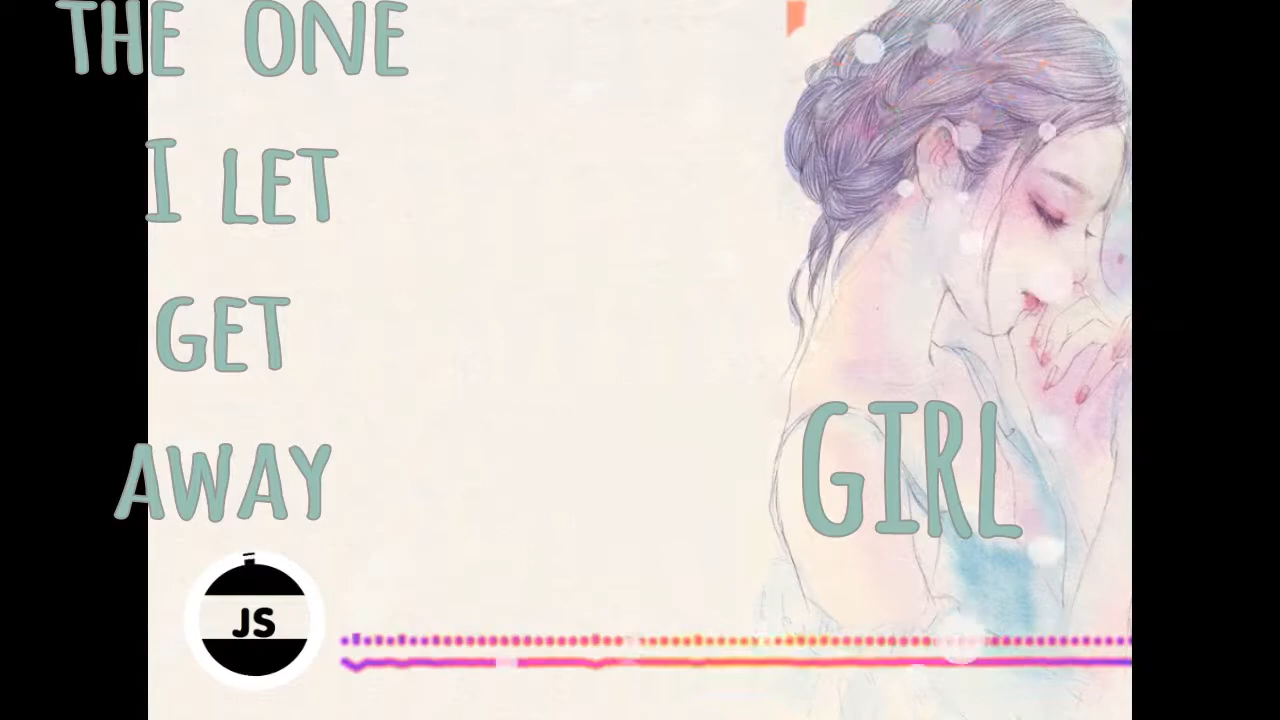 THE ONE
I LET
GET
AWAY
GIRL
JS